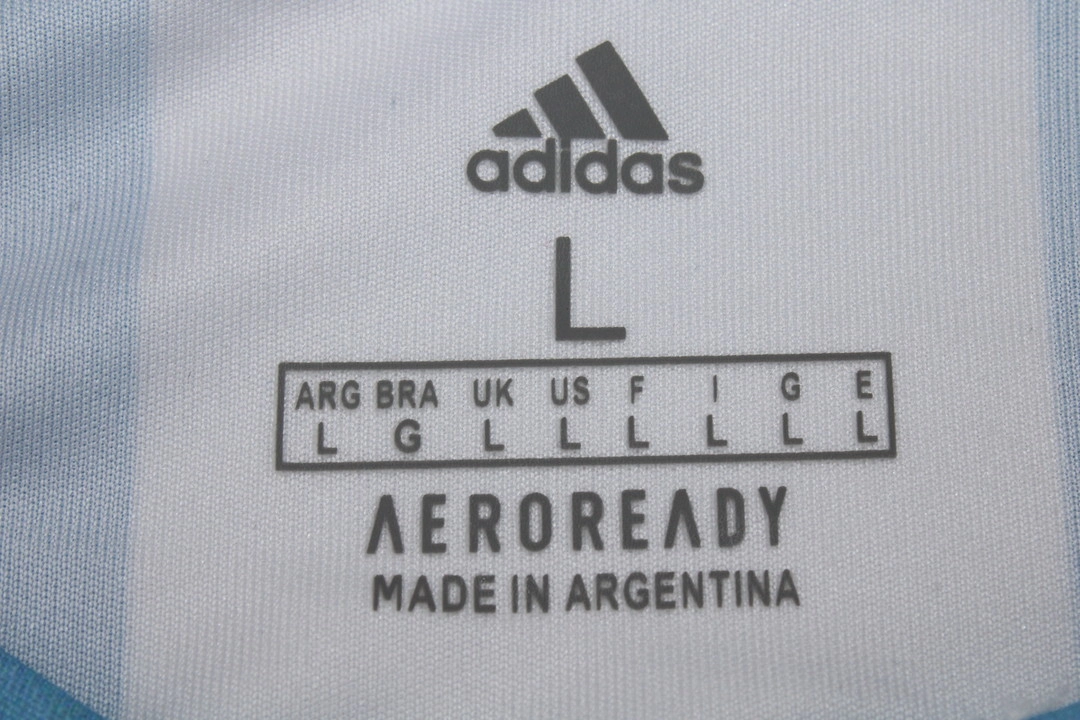 adidas
L
ARG BRA UK US F I G E
L G L L L L L L
AEROREADY
MADE IN ARGENTINA